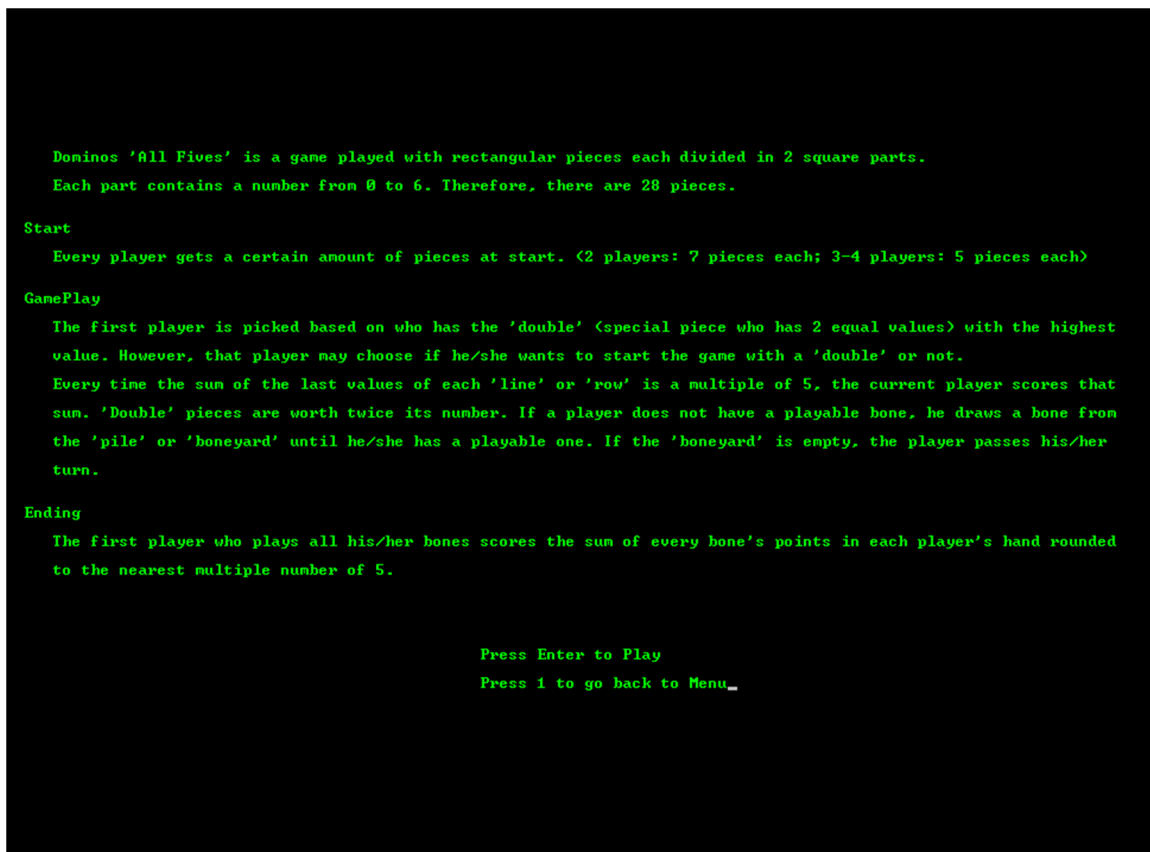 Dominos 'All Fives' is a game played with rectangular pieces each divided in 2 square parts.
Each part contains a number from 0 to 6. Therefore, there are 28 pieces.
Start
Every player gets a certain amount of pieces at start. (2 players: 7 pieces each; 3-4 players: 5 pieces each)
GamePlay
The first player is picked based on who has the 'double' (special piece who has 2 equal values) with the highest
value. However, that player may choose if he/she wants to start the game with a 'double' or not.
Every time the sum of the last values of each 'line' or 'row' is a multiple of 5, the current player scores that
sum. 'Double' pieces are worth twice its number. If a player does not have a playable bone, he draws a bone from
the 'pile' or 'boneyard' until he/she has a playable one. If the 'boneyard' is empty, the player passes his/her
turn.
Ending
The first player who plays all his/her bones scores the sum of every bone's points in each player's hand rounded
to the nearest multiple number of 5.
Press Enter to Play
Press 1 to go back to Menu_